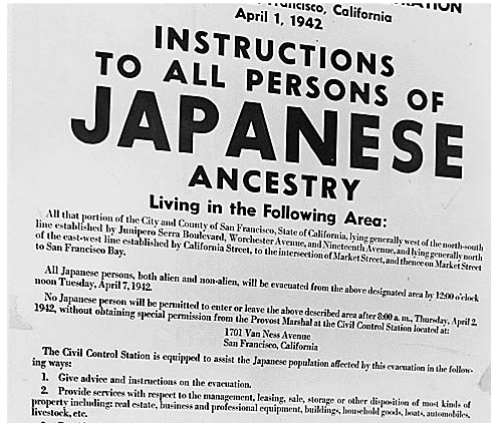 Francisco, California
April 1, 1942
INSTRUCTIONS
TO ALL PERSONS OF
JAPANESE
ANCESTRY
Living in the Following Area:
All that portion of the City and County of San Francisco, State of California, lying generally west of the north-south
line established by Junipero Serra Boulevard, Worchester Avenue, and Nineteenth Avenue, and lying generally north
of the east-west line established by California Street, to the intersection of Market Street, and thence on Market Street
to San Francisco Bay.
All Japanese persons, both alien and non-alien, will be evacuated from the above designated area by 12:00 o'clock
noon Tuesday, April 7, 1942.
No Japanese person will be permitted to enter or leave the above described area after 8:00 a. m., Thursday, April 2,
1942, without obtaining special permission from the Provost Marshal at the Civil Control Station located at:
1701 Van Ness Avenue
San Francisco, California
The Civil Control Station is equipped to assist the Japanese population affected by this evacuation in the follow-
ing ways:
1. Give advice and instructions on the evacuation.
2. Provide services with respect to the management, leasing, sale, storage or other disposition of most kinds of
property including: real estate, business and professional equipment, buildings, household goods, boats, automobiles,
livestock, etc.